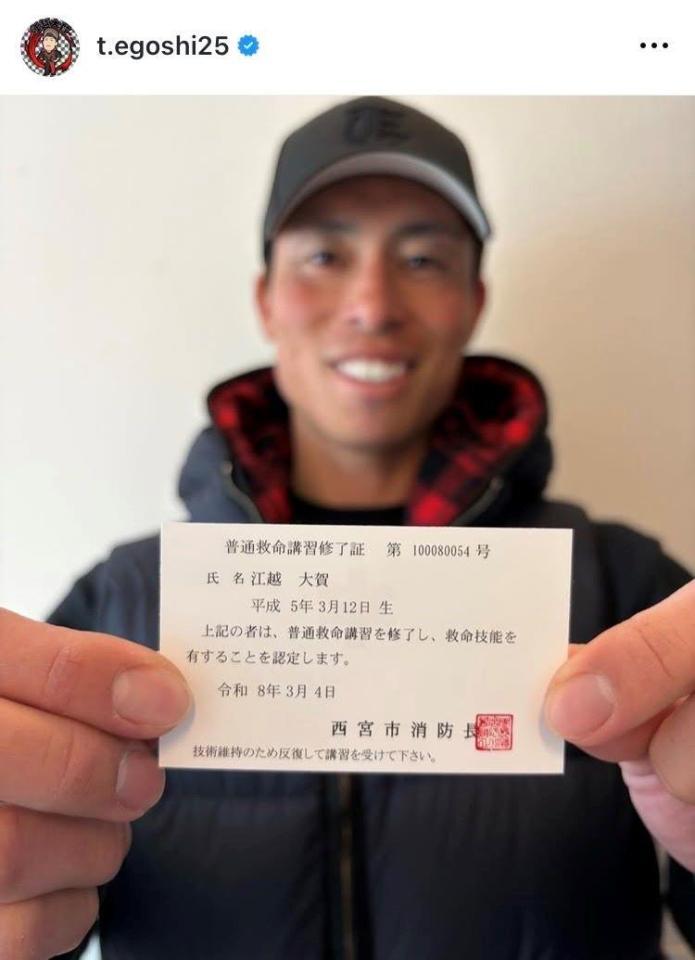 t.egoshi25
普通救命講習修了証　第 100080054 号
氏 名 江越　大賀
平成 5年 3月12日 生
上記の者は、普通救命講習を修了し、救命技能を
有することを認定します。
令和 8年 3月 4日
西宮市消防長
技術維持のため反復して講習を受けて下さい。